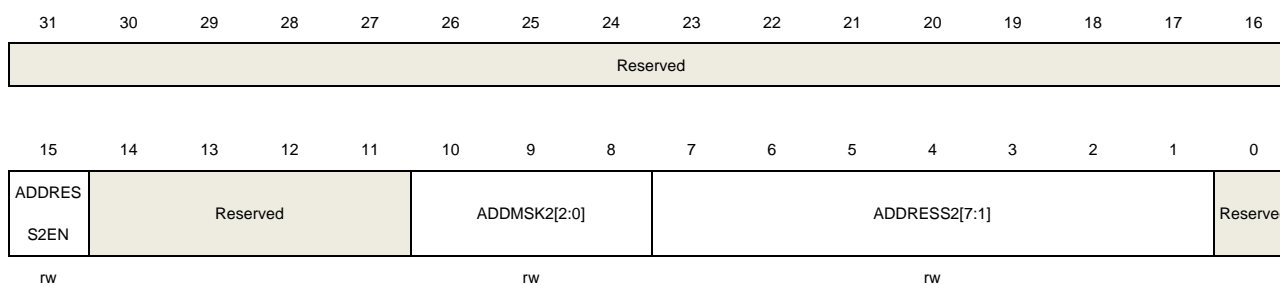 31 30 29 28 27 26 25 24 23 22 21 20 19 18 17 16
Reserved
15 14 13 12 11 10 9 8 7 6 5 4 3 2 1 0
ADDRES
S2EN
Reserved
ADDMSK2[2:0]
ADDRESS2[7:1]
Reserve
rw rw rw